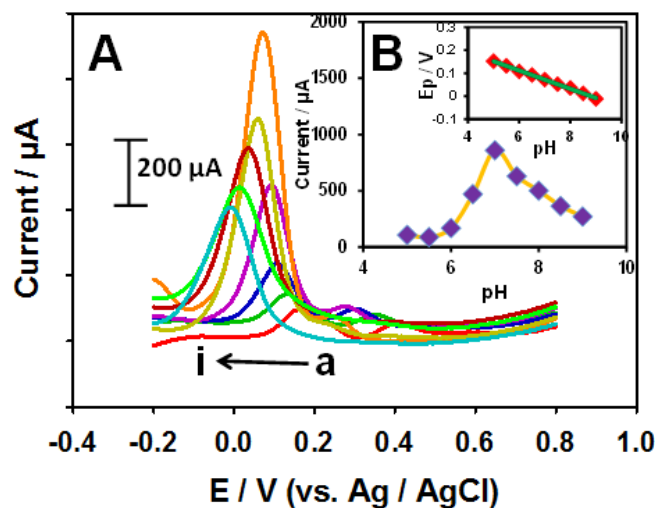 A
200 µA
i
a
Current / µA
-0.4
-0.2
0.0
0.2
0.4
0.6
0.8
1.0
E / V (vs. Ag / AgCl)
B
2000
1500
1000
500
0
Current / µA
4
6
8
10
pH
0.3
0.2
0.1
0
-0.1
Ep / V
4
6
8
10
pH